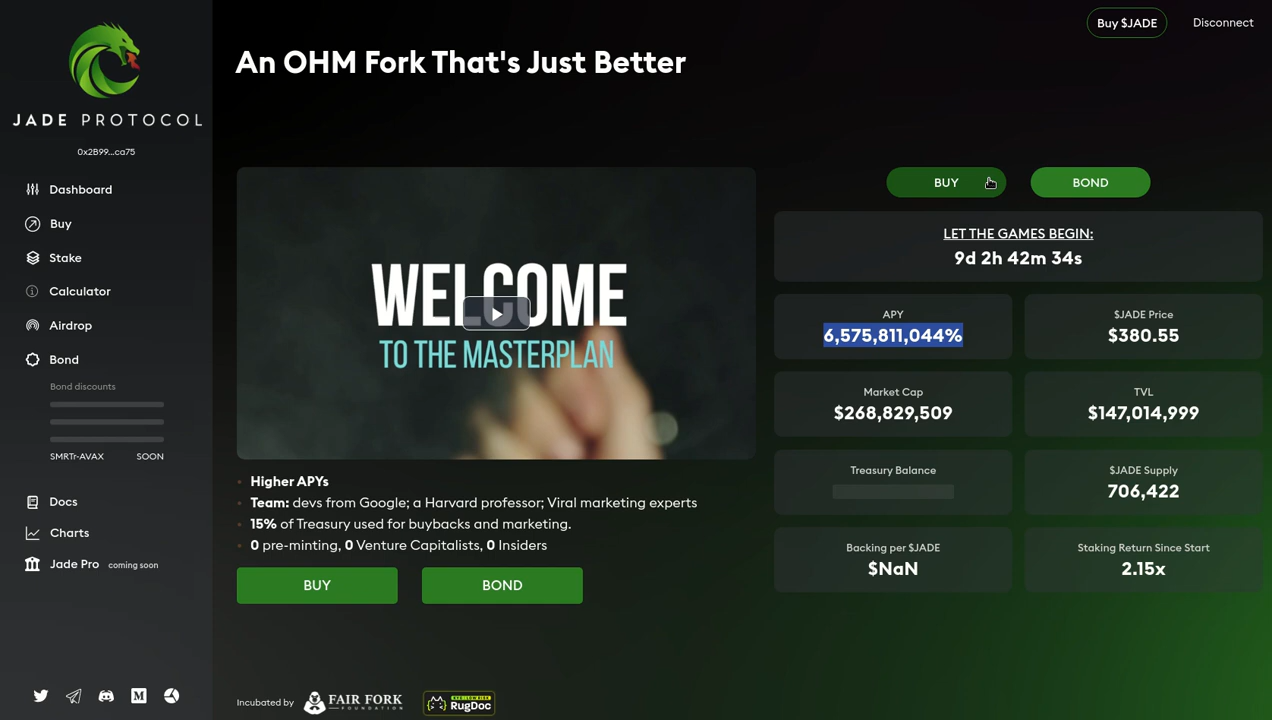 Buy $JADE
Disconnect
JADE PROTOCOL
0x2B99...ca75
Dashboard
Buy
Stake
Calculator
Airdrop
Bond
Bond discounts
SMRTr-AVAX SOON
Docs
Charts
Jade Pro coming soon
An OHM Fork That's Just Better
WELCOME
TO THE MASTERPLAN
Higher APYs
Team: devs from Google; a Harvard professor; Viral marketing experts
15% of Treasury used for buybacks and marketing.
0 pre-minting, 0 Venture Capitalists, 0 Insiders
BUY BOND
BUY BOND
LET THE GAMES BEGIN:
9d 2h 42m 34s
APY
6,575,811,044%
$JADE Price
$380.55
Market Cap
$268,829,509
TVL
$147,014,999
Treasury Balance
$JADE Supply
706,422
Backing per $JADE
$NaN
Staking Return Since Start
2.15x
Incubated by
FAIR FORK
FOUNDATION
RugDoc